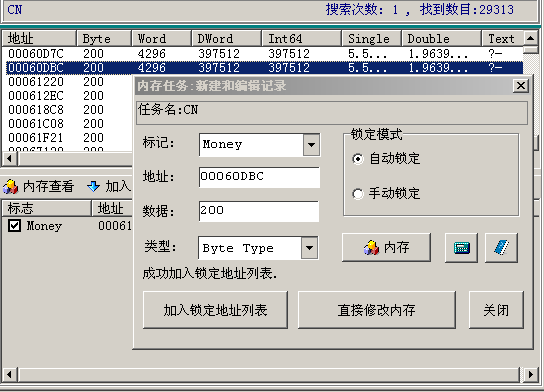 CN 搜索次数: 1 , 找到数目:29313
地址 Byte Word DWord Int64 Single Double Text
00060D7C 200 4296 397512 397512 5.5... 1.9639... ?—
00060DBC 200 4296 397512 397512 5.5... 1.9639... ?—
00061220 200
000612EC 200
000618C8 200
00061C08 200
00061F21 200
内存任务:新建和编辑记录
任务名:CN
标记: Money
地址: 00060DBC
数据: 200
类型: Byte Type
成功加入锁定地址列表.
锁定模式
自动锁定
手动锁定
内存
加入锁定地址列表 直接修改内存 关闭
内存查看 加入
标志 地址
Money 00061